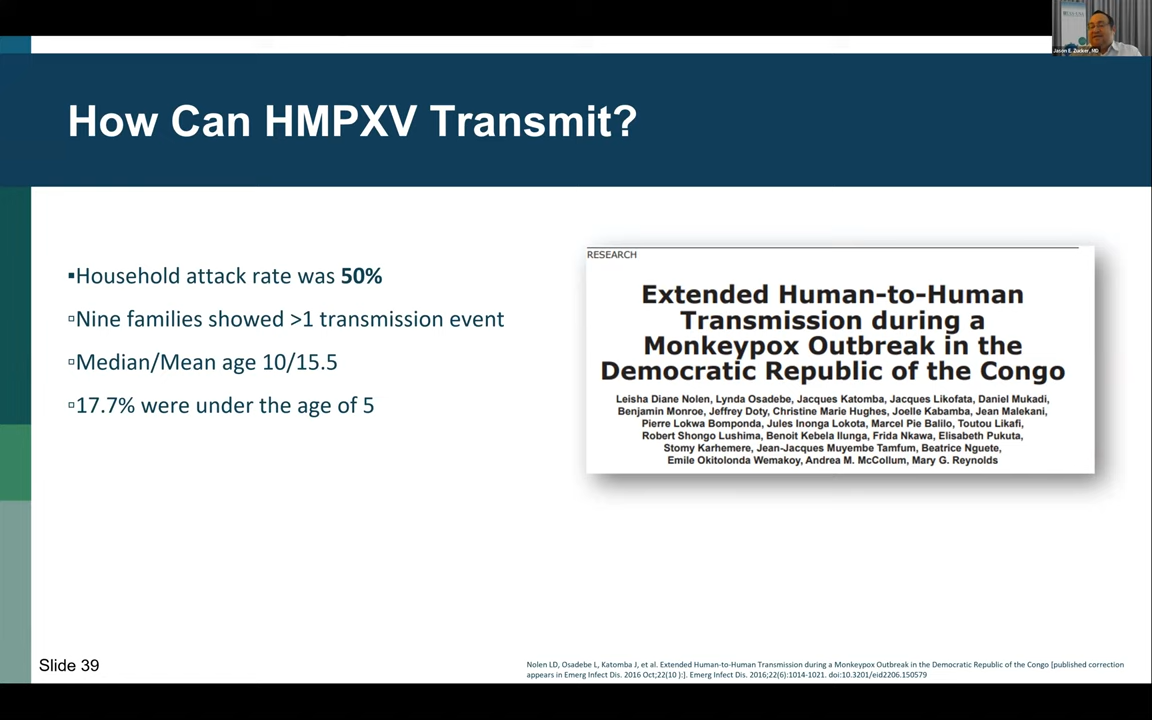 Jason E. Zucker, MD
How Can HMPXV Transmit?
▪Household attack rate was 50%
▫Nine families showed >1 transmission event
▫Median/Mean age 10/15.5
▫17.7% were under the age of 5
RESEARCH
Extended Human-to-Human
Transmission during a
Monkeypox Outbreak in the
Democratic Republic of the Congo
Leisha Diane Nolen, Lynda Osadebe, Jacques Katomba, Jacques Likofata, Daniel Mukadi,
Benjamin Monroe, Jeffrey Doty, Christine Marie Hughes, Joelle Kabamba, Jean Malekani,
Pierre Lokwa Bomponda, Jules Inonga Lokota, Marcel Pie Balilo, Toutou Likafi,
Robert Shongo Lushima, Benoit Kebela Ilunga, Frida Nkawa, Elisabeth Pukuta,
Stomy Karhemere, Jean-Jacques Muyembe Tamfum, Beatrice Nguete,
Emile Okitolonda Wemakoy, Andrea M. McCollum, Mary G. Reynolds
Slide 39
Nolen LD, Osadebe L, Katomba J, et al. Extended Human-to-Human Transmission during a Monkeypox Outbreak in the Democratic Republic of the Congo [published correction
appears in Emerg Infect Dis. 2016 Oct;22(10 ):]. Emerg Infect Dis. 2016;22(6):1014-1021. doi:10.3201/eid2206.150579